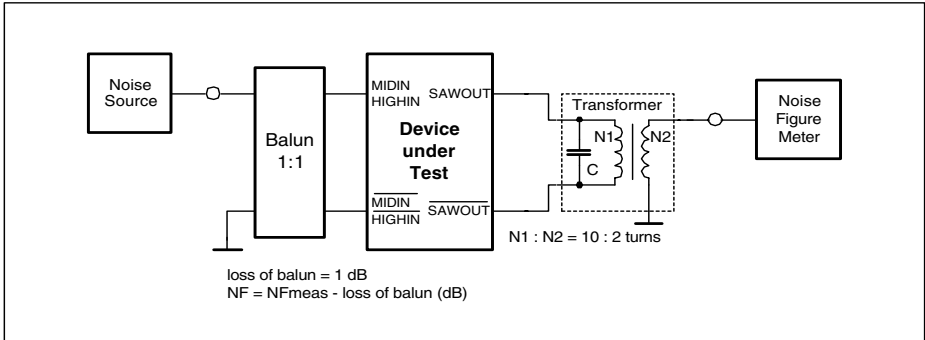 Noise
Source
Balun
1:1
MIDIN
HIGHIN
SAWOUT
Device
under
Test
MIDIN
HIGHIN
SAWOUT
Transformer
N1
N2
C
N1 : N2 = 10 : 2 turns
Noise
Figure
Meter
loss of balun = 1 dB
NF = NFmeas - loss of balun (dB)